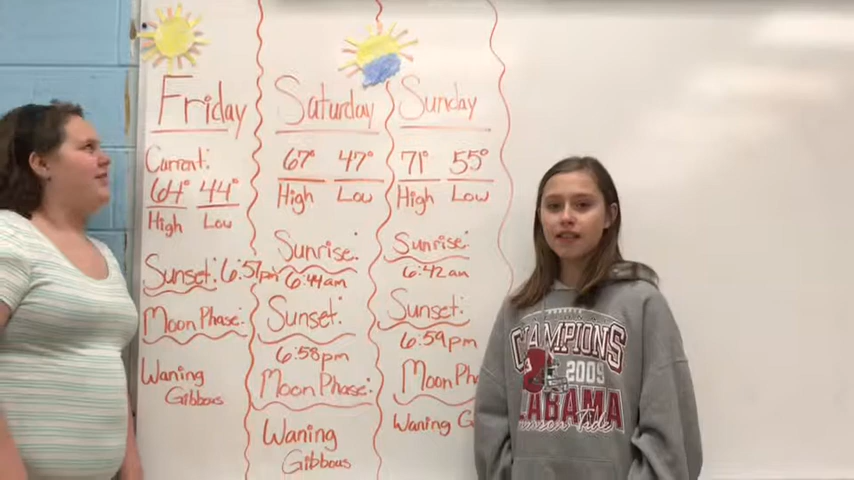 Friday
Current:
64° 44°
High Low
Sunset: 6:57pm
Moon Phase:
Waning
Gibbous
Saturday
67° 47°
High Low
Sunrise:
6:44am
Sunset:
6:58pm
Moon Phase:
Waning
Gibbous
Sunday
71° 55°
High Low
Sunrise:
6:42am
Sunset:
6:59pm
Moon
Waning
CHAMPIONS
2009
ALABAMA
Crimson Tide